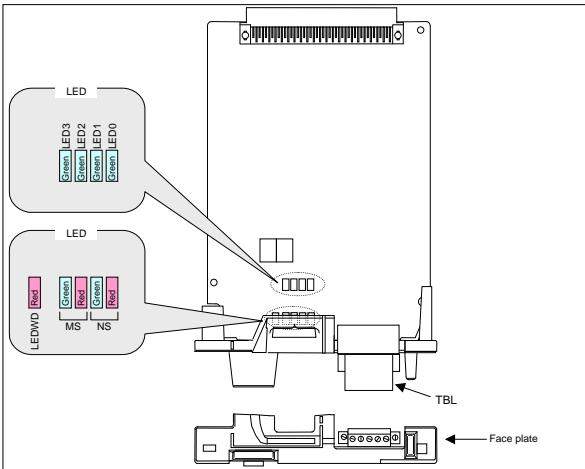 LED
LED3 LED2 LED1 LED0
Green Green Green Green
LED
LEDWD Red Green Red Green Red
MS NS
TBL
Face plate